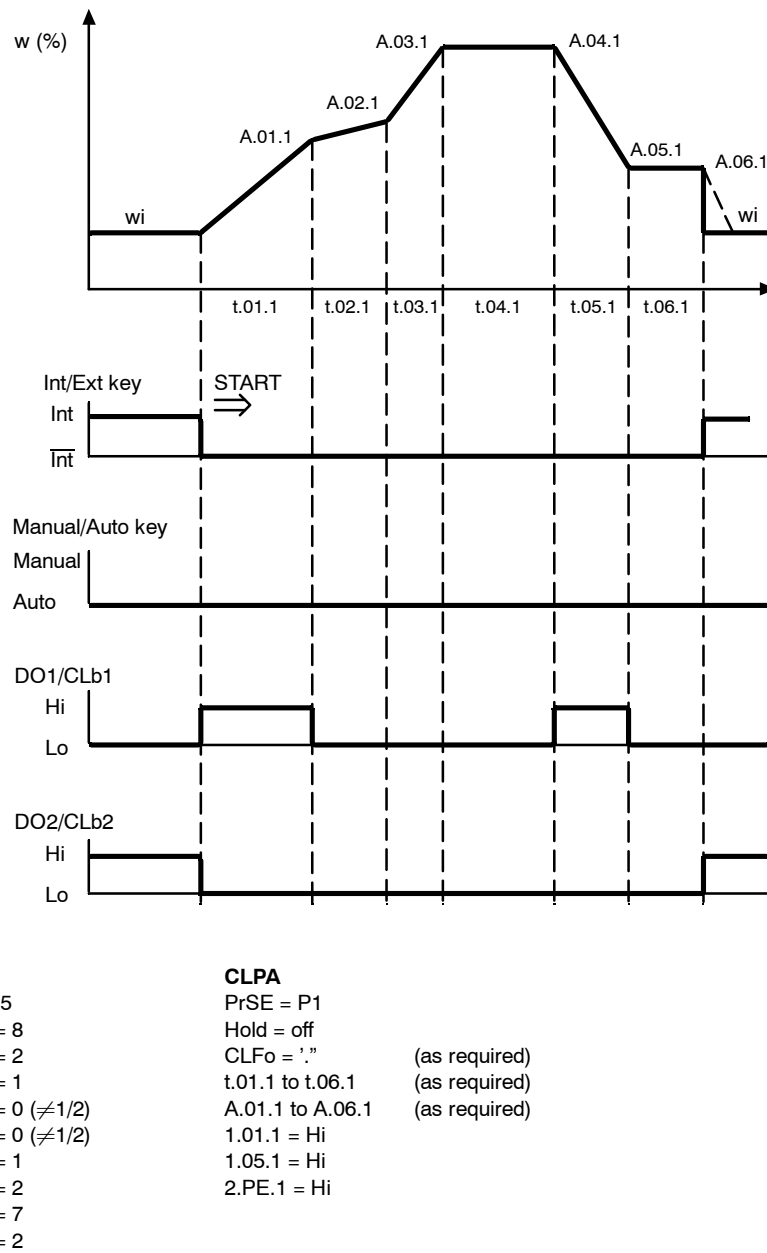 w (%)
A.03.1
A.04.1
A.02.1
A.01.1
A.05.1
A.06.1
wi
wi
t.01.1 t.02.1 t.03.1 t.04.1 t.05.1 t.06.1
Int/Ext key
START
Int
Int
Manual/Auto key
Manual
Auto
DO1/CLb1
Hi
Lo
DO2/CLb2
Hi
Lo
CLPA
5 PrSE = P1
= 8 Hold = off
= 2 CLFo = '.” (as required)
= 1 t.01.1 to t.06.1 (as required)
= 0 (≠1/2) A.01.1 to A.06.1 (as required)
= 0 (≠1/2) 1.01.1 = Hi
= 1 1.05.1 = Hi
= 2 2.PE.1 = Hi
= 7
= 2